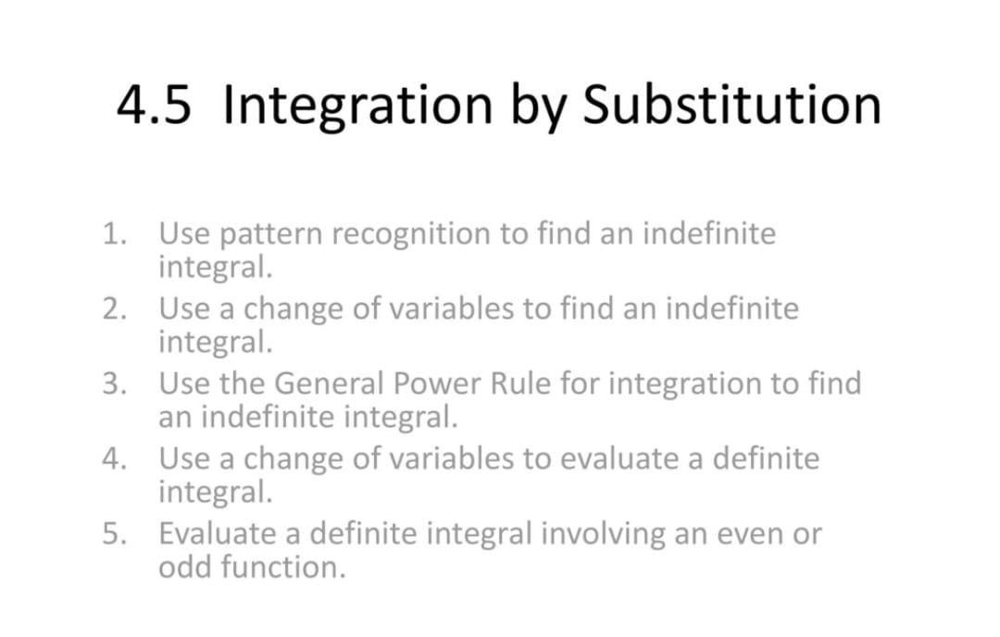 4.5 Integration by Substitution
1. Use pattern recognition to find an indefinite
integral.
2. Use a change of variables to find an indefinite
integral.
3. Use the General Power Rule for integration to find
an indefinite integral.
4. Use a change of variables to evaluate a definite
integral.
5. Evaluate a definite integral involving an even or
odd function.